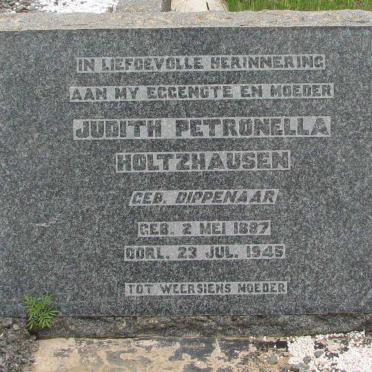 IN LIEFDEVOLLE HERINNERING
AAN MY EGGENOTE EN MOEDER
JUDITH PETRONELLA
HOLTZHAUSEN
GEB. DIPPENAAR
GEB. 2 MEI 1887
OORL. 23 JUL. 1945
TOT WEERSIENS MOEDER